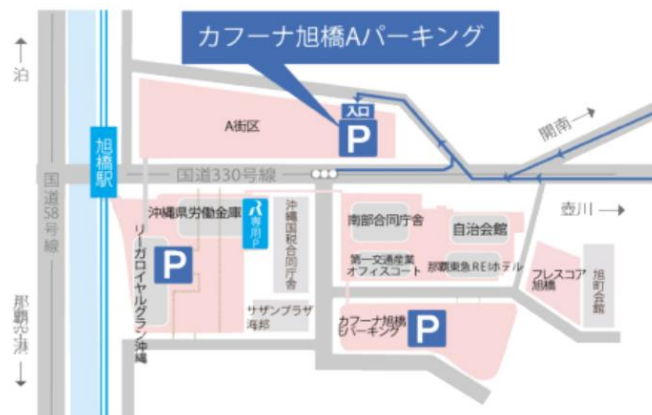 カフーナ旭橋Aパーキング
泊
入口
P
A街区
開南
旭橋駅
国道330号線
国道58号線
壺川
沖縄県労働金庫
専用P
沖縄国税合同庁舎
南部合同庁舎
自治会館
リーガロイヤルグラン沖縄
P
第一交通産業
オフィスコート
那覇東急REIホテル
フレスコア
旭橋
旭町会館
サザンプラザ
海邦
カフーナ旭橋
Eパーキング
P
那覇空港